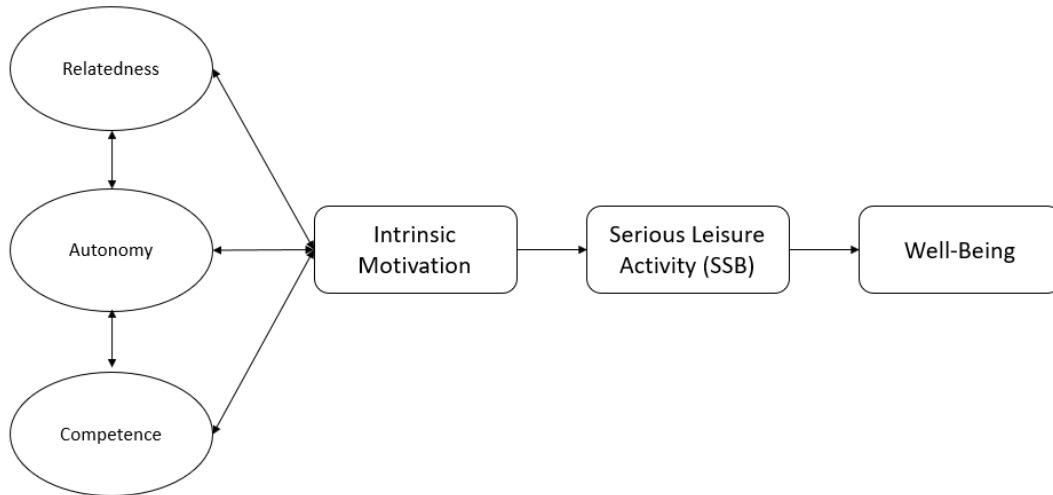 Relatedness
Autonomy
Competence
Intrinsic
Motivation
Serious Leisure
Activity (SSB)
Well-Being